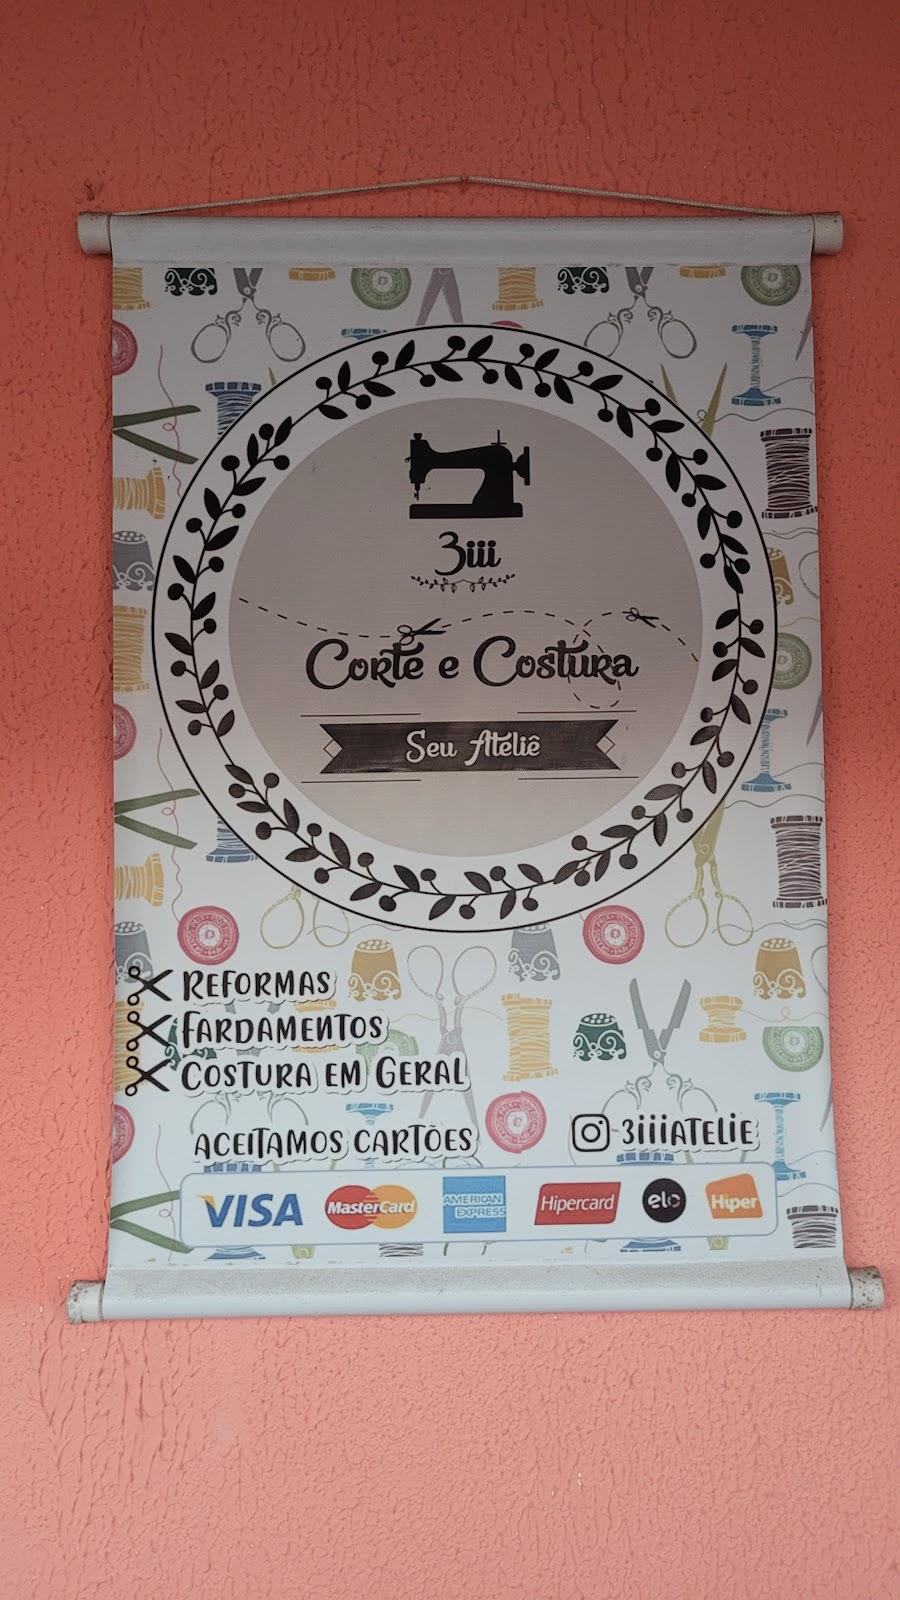 3iii
Corte e Costura
Seu Ateliê
Reformas
Fardamentos
Costura em Geral
aceitamos cartões
3iiiatelie
VISA
MasterCard
AMERICAN
EXPRESS
Hipercard
elo
Hiper